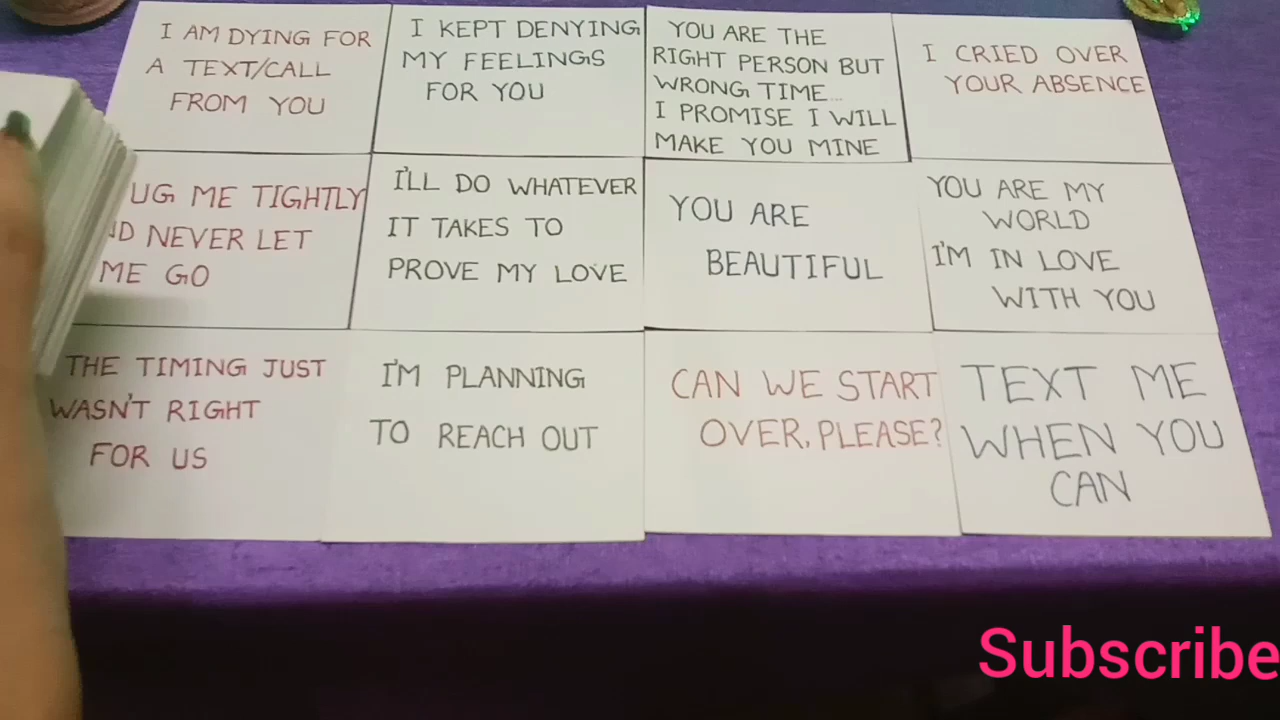 I AM DYING FOR
A TEXT/CALL
FROM YOU
I KEPT DENYING
MY FEELINGS
FOR YOU
YOU ARE THE
RIGHT PERSON BUT
WRONG TIME...
I PROMISE I WILL
MAKE YOU MINE
I CRIED OVER
YOUR ABSENCE
UG ME TIGHTLY
ND NEVER LET
ME GO
I'LL DO WHATEVER
IT TAKES TO
PROVE MY LOVE
YOU ARE
BEAUTIFUL
YOU ARE MY
WORLD
I'M IN LOVE
WITH YOU
THE TIMING JUST
WASN'T RIGHT
FOR US
I'M PLANNING
TO REACH OUT
CAN WE START
OVER, PLEASE?
TEXT ME
WHEN YOU
CAN
Subscribe